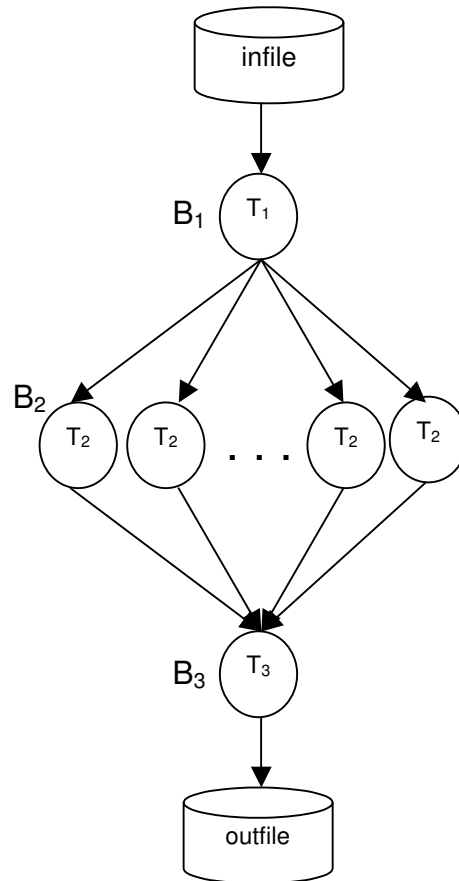 infile
B₁ T₁
B₂
T₂ T₂ . . . T₂ T₂
B₃ T₃
outfile